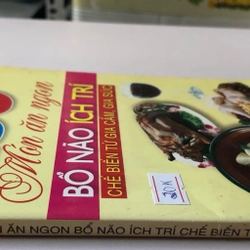 Món ăn ngon
BỔ NÃO ÍCH TRÍ
CHẾ BIẾN TỪ GIA CẦM, GIA SÚC
20K
ĂN NGON BỔ NÃO ÍCH TRÍ CHẾ BIẾN T